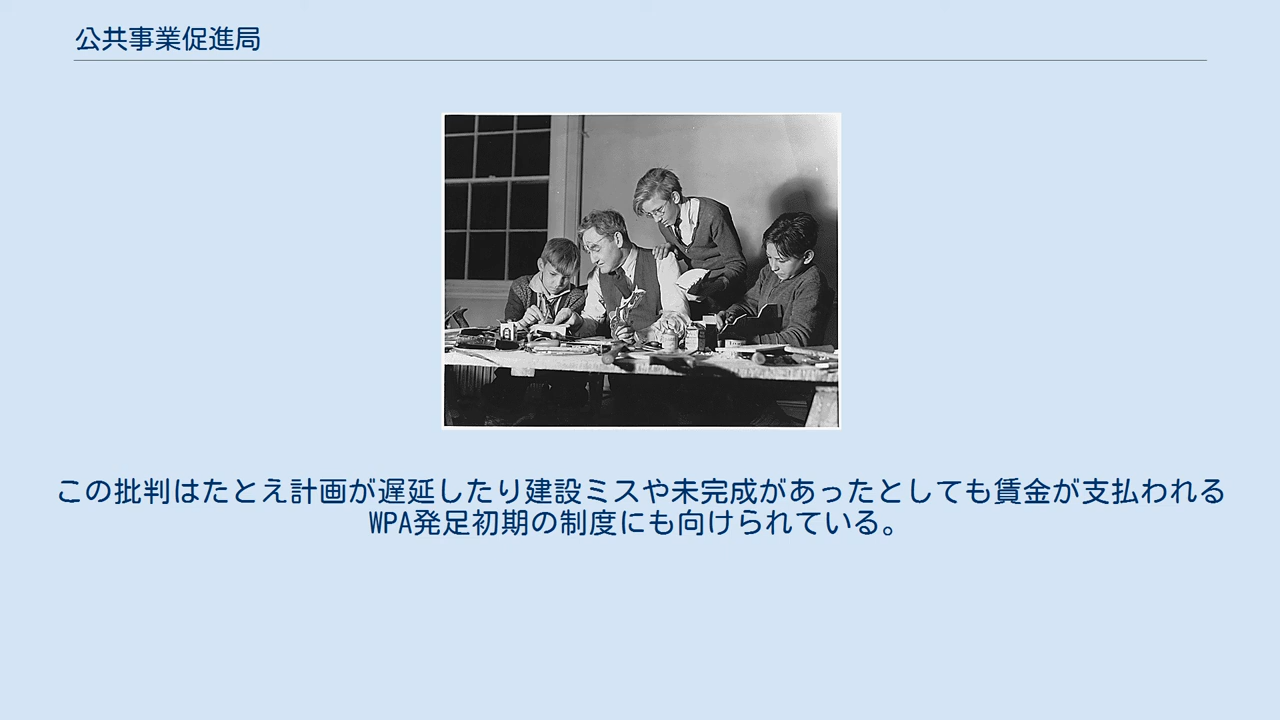 公共事業促進局
この批判はたとえ計画が遅延したり建設ミスや未完成があったとしても賃金が支払われる
WPA発足初期の制度にも向けられている。